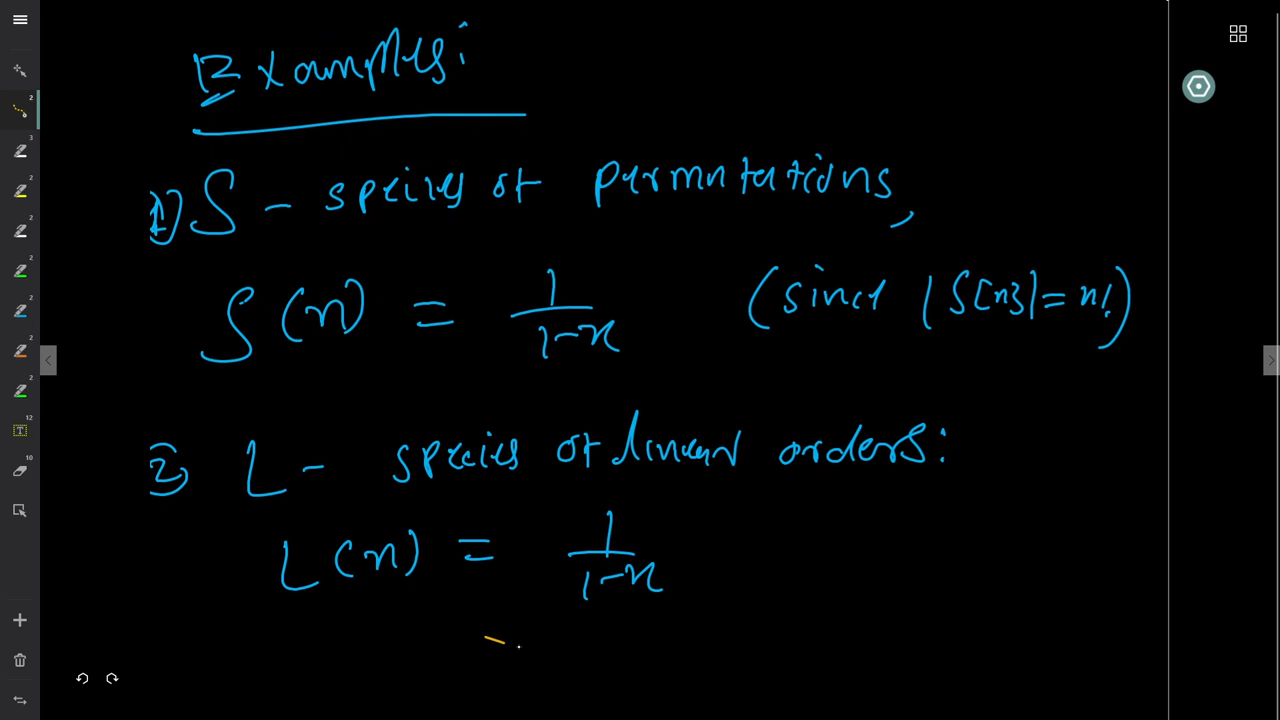 Examples:
1) S - species of permutations,
S(x) = 1/(1-x) (since |S[n]| = n!)
2) L - species of linear orders:
L(x) = 1/(1-x)